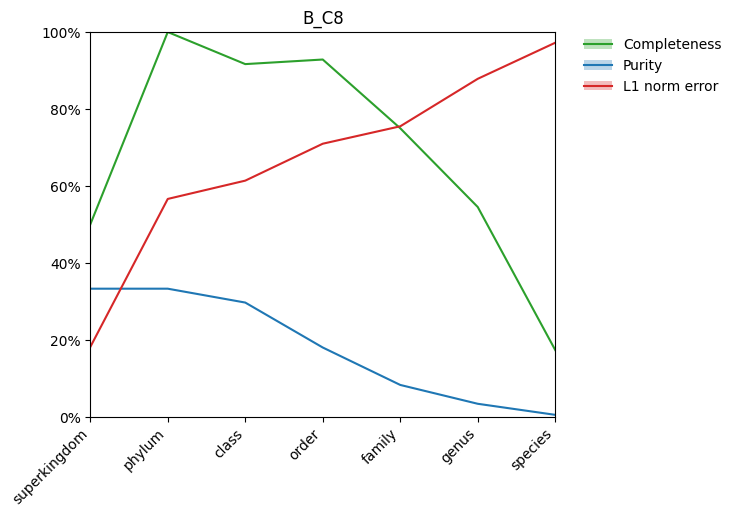 B_C8
100%
80%
60%
40%
20%
0%
superkingdom
phylum
class
order
family
genus
species
Completeness
Purity
L1 norm error